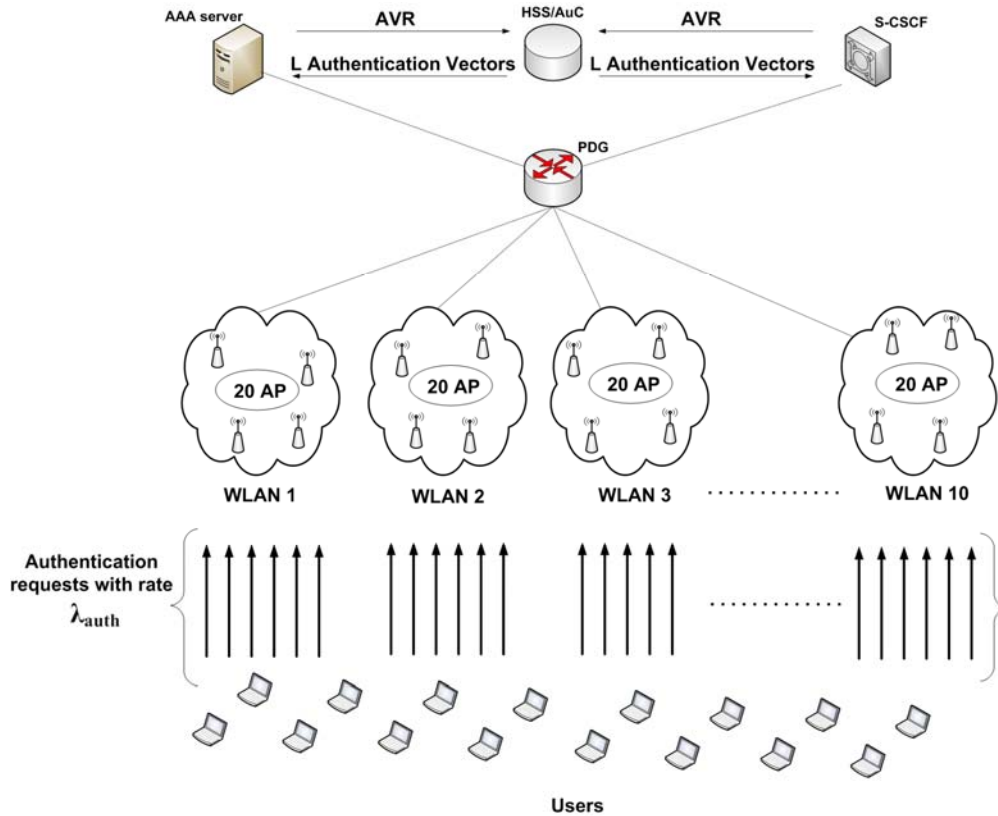 AAA server
AVR
HSS/AuC
AVR
S-CSCF
L Authentication Vectors
L Authentication Vectors
PDG
20 AP
20 AP
20 AP
20 AP
WLAN 1
WLAN 2
WLAN 3
WLAN 10
Authentication
requests with rate
λauth
Users